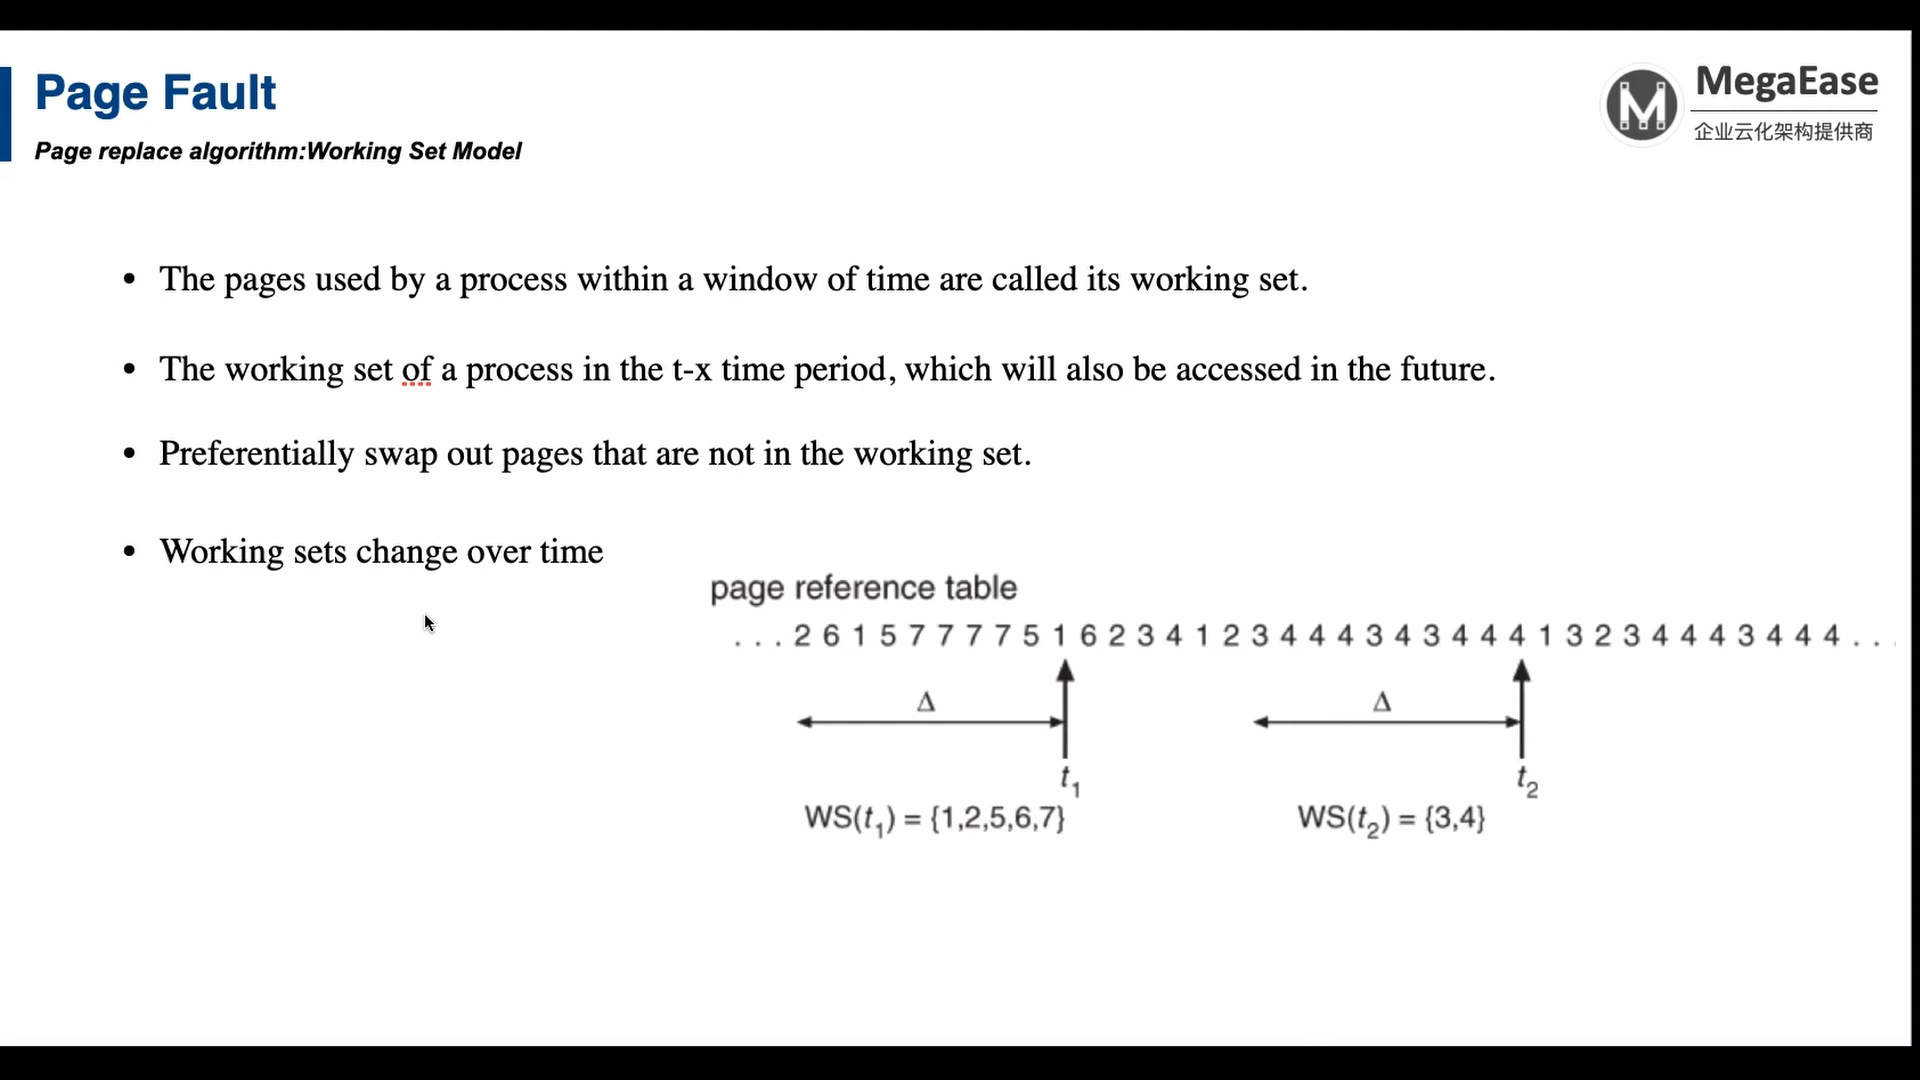 Page Fault
Page replace algorithm:Working Set Model
MegaEase
企业云化架构提供商
• The pages used by a process within a window of time are called its working set.
• The working set of a process in the t-x time period, which will also be accessed in the future.
• Preferentially swap out pages that are not in the working set.
• Working sets change over time
page reference table
. . . 2 6 1 5 7 7 7 7 5 1 6 2 3 4 1 2 3 4 4 4 3 4 3 4 4 4 1 3 2 3 4 4 4 3 4 4 4 . . .
Δ Δ
t1 t2
WS(t1) = {1,2,5,6,7} WS(t2) = {3,4}